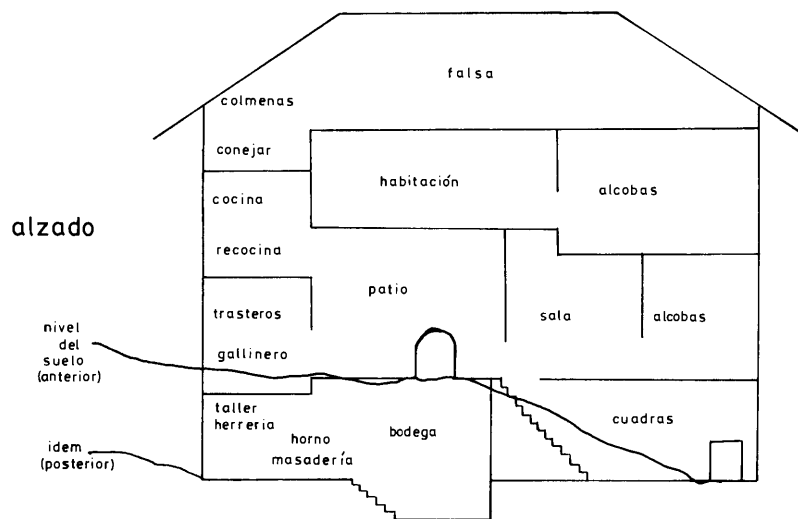 falsa
colmenas
conejar
habitación
alcobas
cocina
alzado
recocina
patio
trasteros
sala
alcobas
nivel
del
suelo
(anterior)
gallinero
taller
herreria
bodega
cuadras
horno
masadería
idem
(posterior)